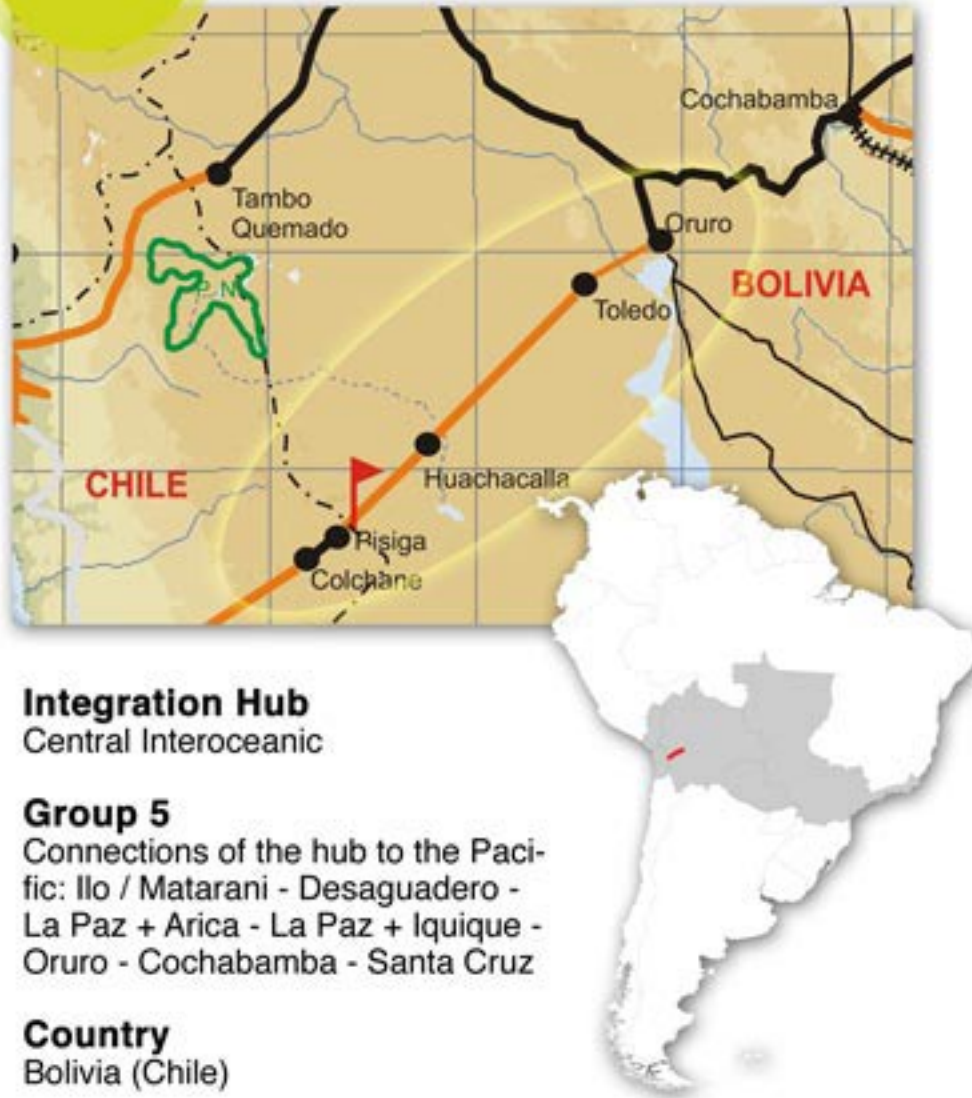 Cochabamba
Tambo
Quemado
Oruro
P.N.
BOLIVIA
Toledo
CHILE
Huachacalla
Pisiga
Colchane
Integration Hub
Central Interoceanic
Group 5
Connections of the hub to the Paci-
fic: Ilo / Matarani - Desaguadero -
La Paz + Arica - La Paz + Iquique -
Oruro - Cochabamba - Santa Cruz
Country
Bolivia (Chile)